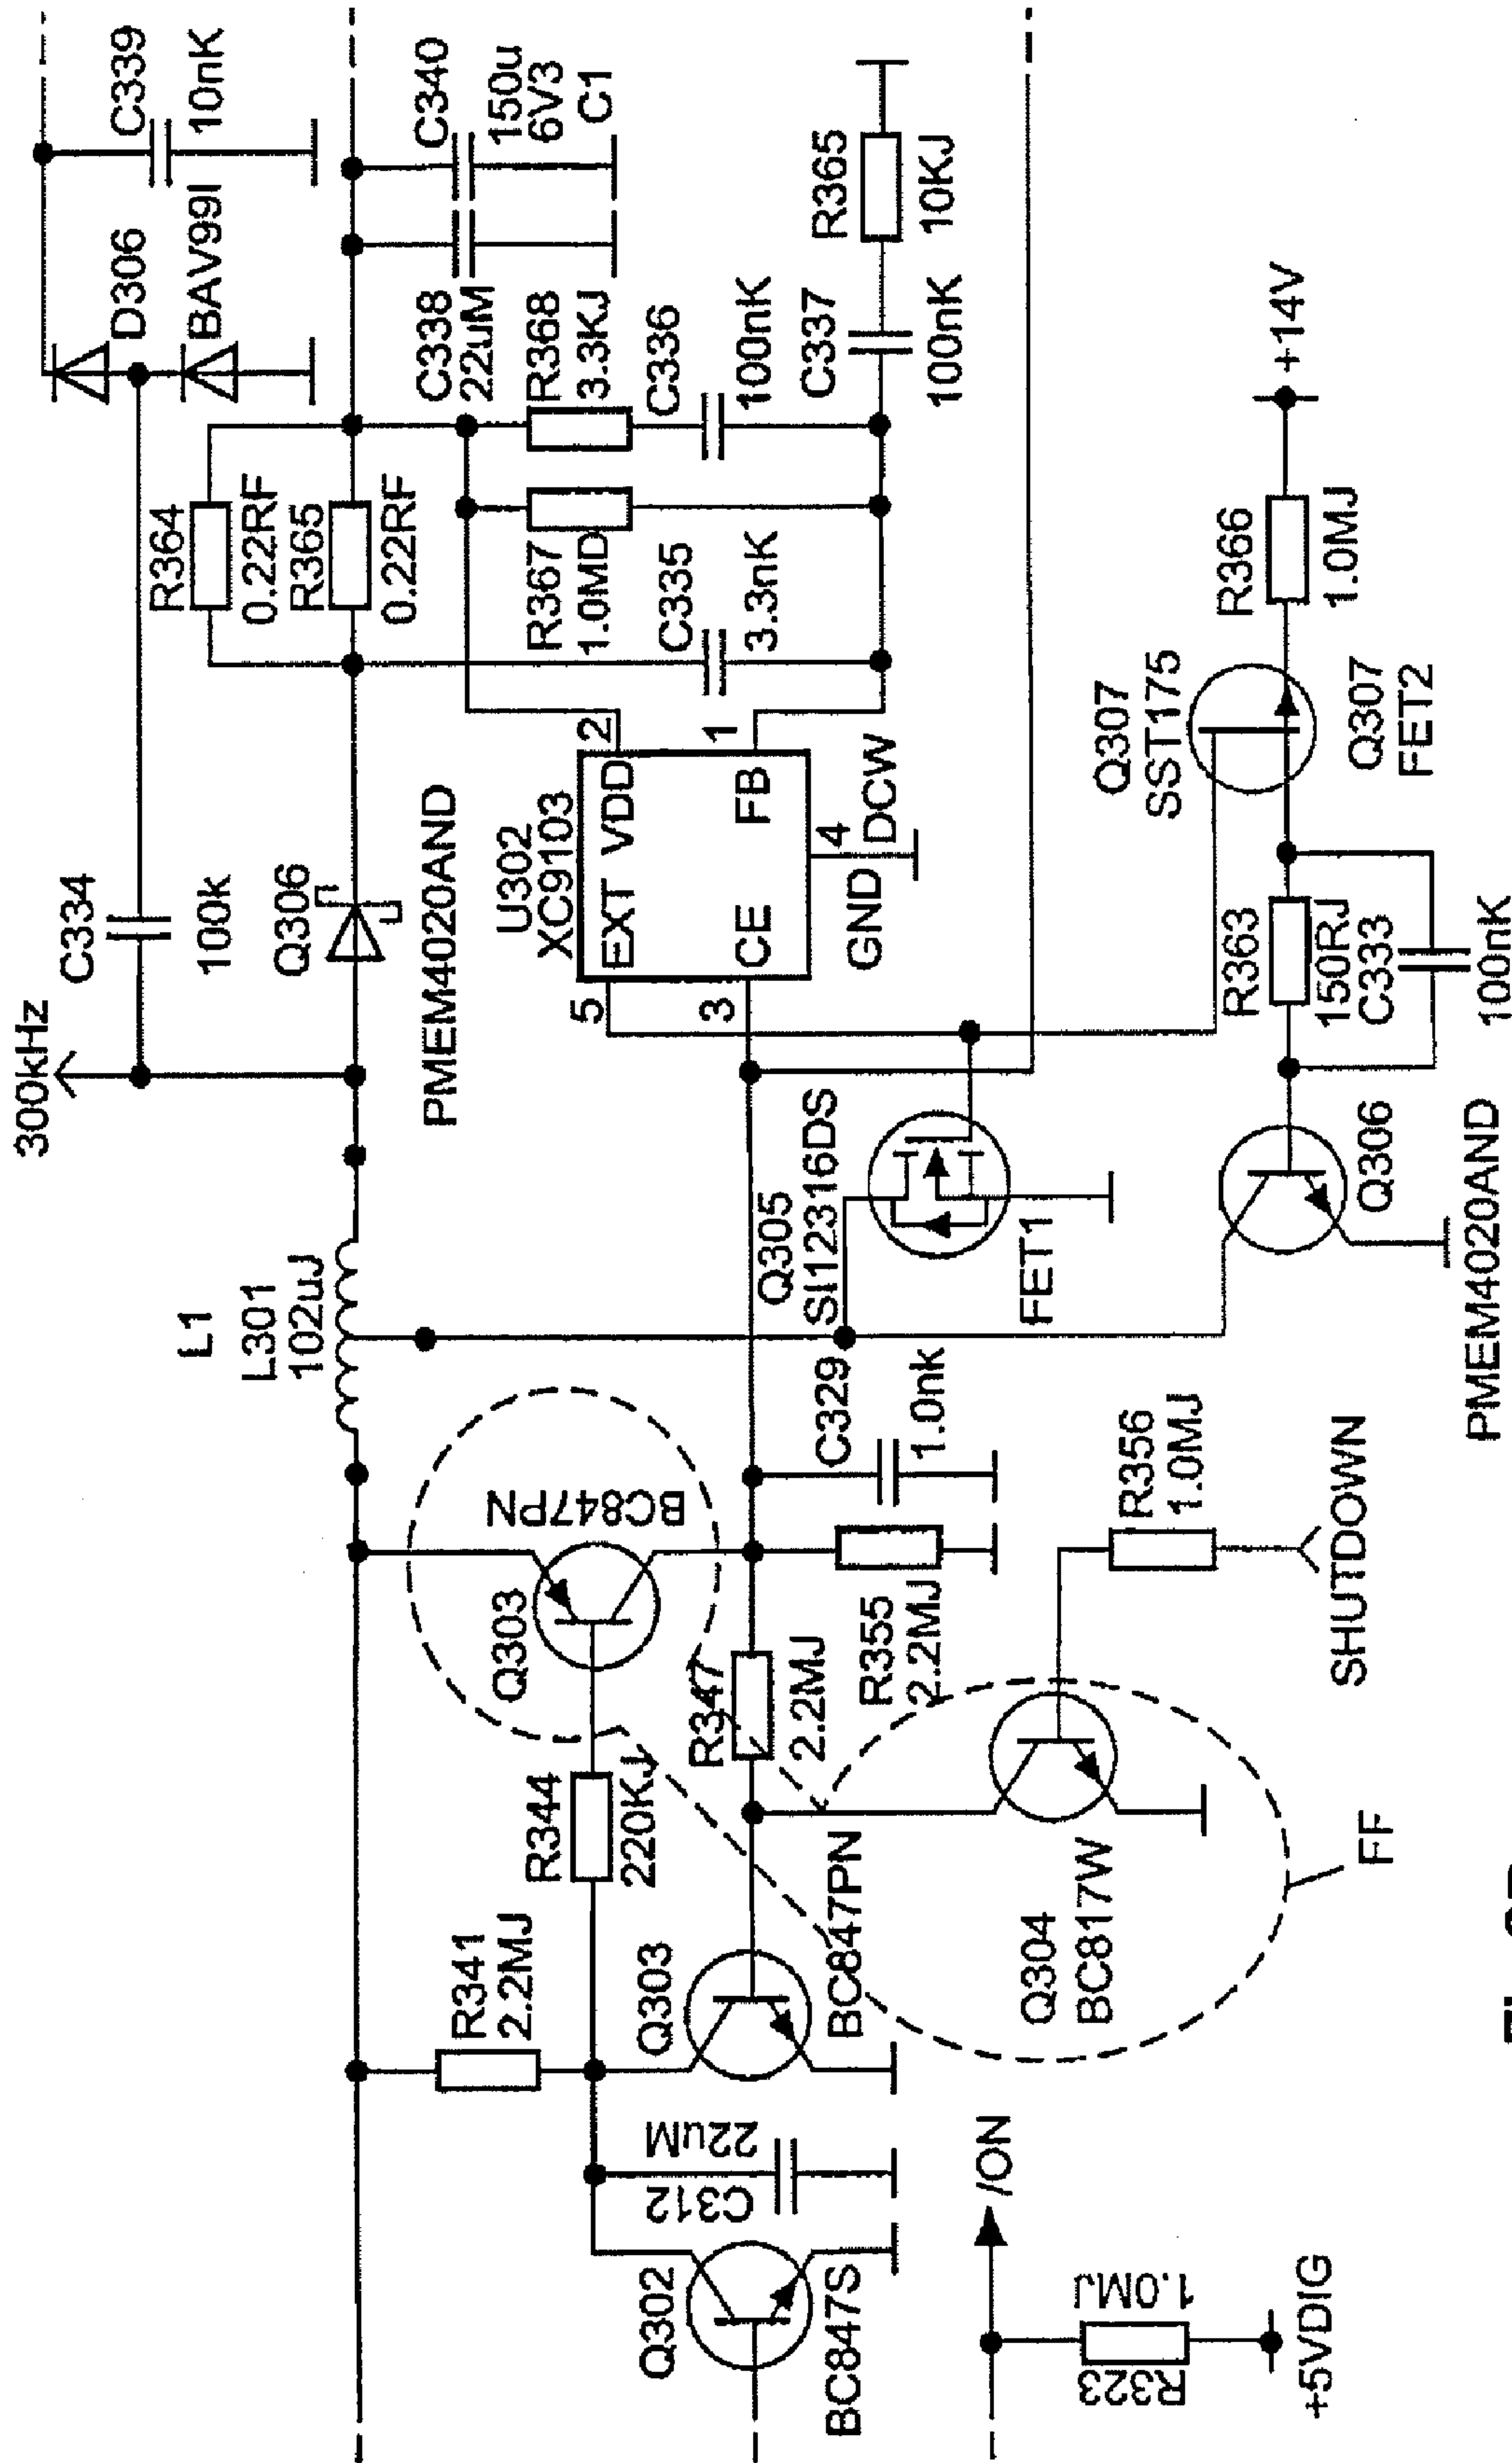 300kHz
C334
100k
D306
BAV99I
C339
10nK
R364
0.22RF
R365
0.22RF
Q306
PMEM4020AND
L1
L301
102uJ
C338
22uM
C340
150u
6V3
C1
R368
3.3KJ
C336
100nK
R367
1.0MD
C335
3.3nK
C337
100nK
R365
10KJ
U302
XC9103
EXT VDD
CE FB
5
3
2
1
4
GND
DCW
Q305
SI12316DS
FET1
Q307
SST175
Q307
FET2
R366
1.0MJ
+14V
R363
150RJ
C333
100nK
Q306
PMEM4020AND
BC847PN
Q303
R344
220KJ
R341
2.2MJ
R347
2.2MJ
R355
2.2MJ
C329
1.0nk
R356
1.0MJ
SHUTDOWN
Q303
BC847PN
Q304
BC817W
FF
C312
22uM
Q302
BC847S
/ON
R323
1.0MJ
+5VDIG